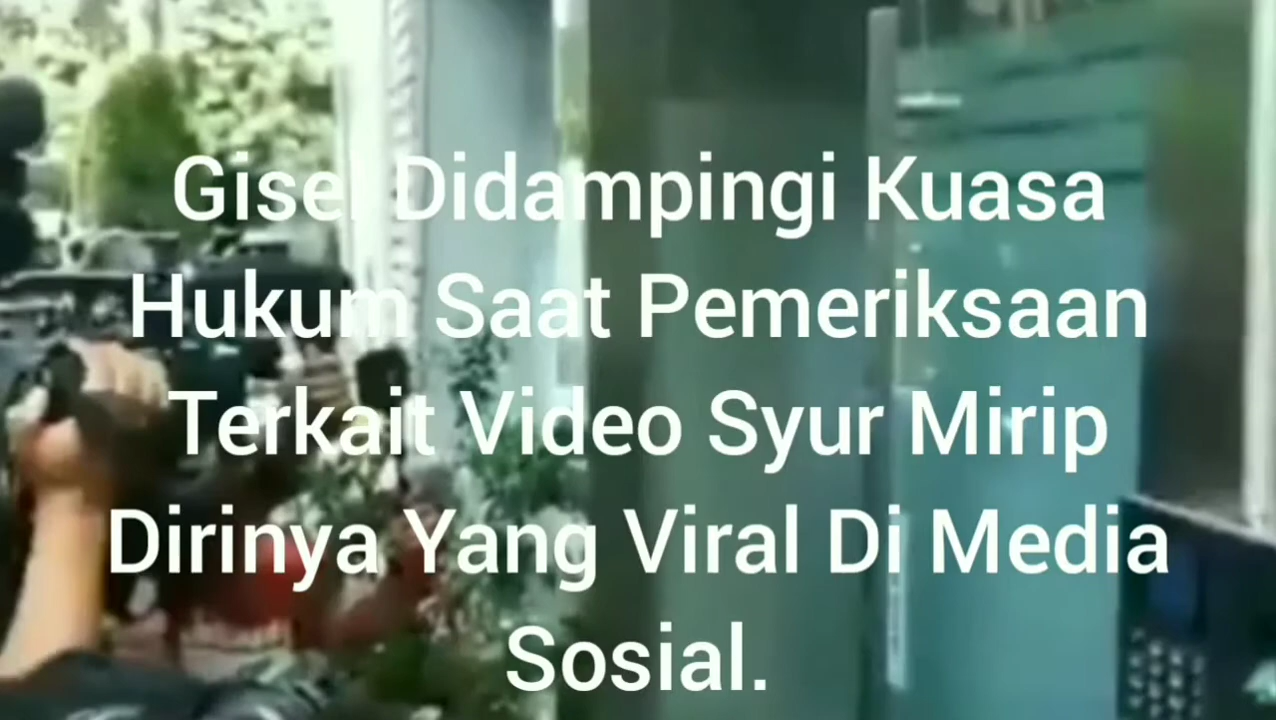 Gisel Didampingi Kuasa
Hukum Saat Pemeriksaan
Terkait Video Syur Mirip
Dirinya Yang Viral Di Media
Sosial.